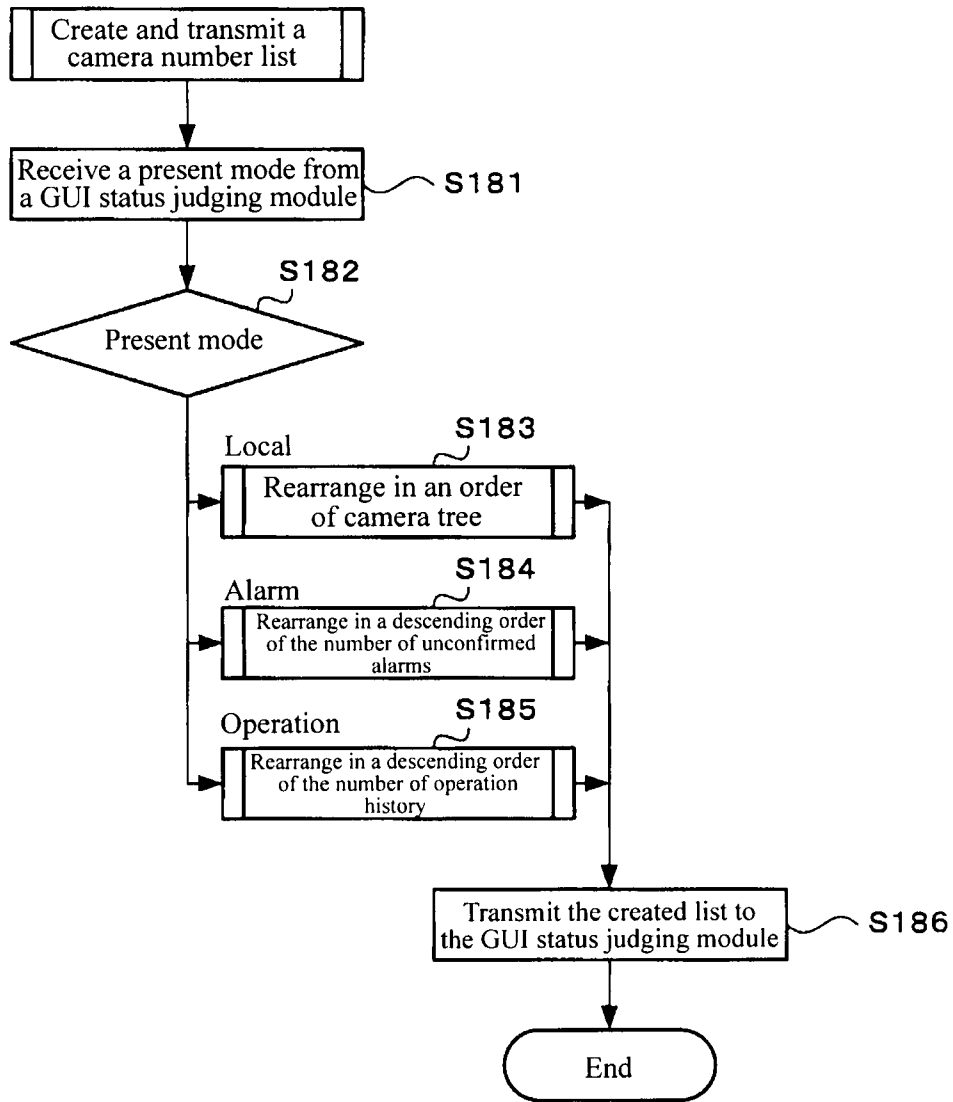 Create and transmit a
camera number list
Receive a present mode from
a GUI status judging module
S181
S182
Present mode
S183
Local
Rearrange in an order
of camera tree
S184
Alarm
Rearrange in a descending order
of the number of unconfirmed
alarms
S185
Operation
Rearrange in a descending order
of the number of operation
history
Transmit the created list to
the GUI status judging module
S186
End